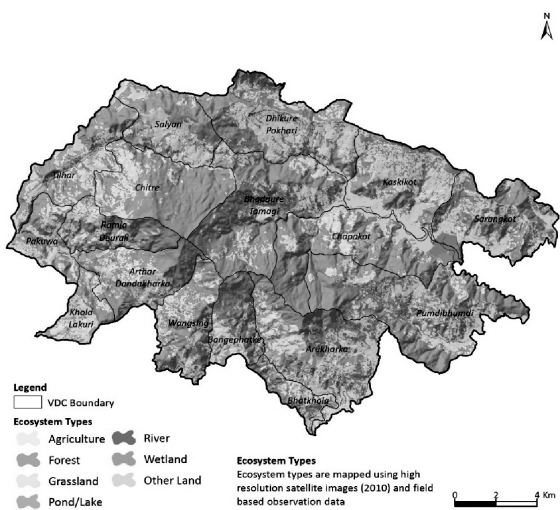 N
Dhikure
Pokhari
Salyan
Tilhar
Chitre
Kaskikot
Sarangkot
Bhadaure
Tamagi
Ramja
Deurali
Pakuwa
Chapakot
Arthar
Dandakharka
Khola
Lakuri
Wangsing
Bangephatke
Arukharka
Pumdibhumdi
Bhatkhola
Legend
VDC Boundary
Ecosystem Types
Agriculture
River
Forest
Wetland
Grassland
Other Land
Pond/Lake
Ecosystem Types
Ecosystem types are mapped using high
resolution satellite images (2010) and field
based observation data
0 2 4 Km